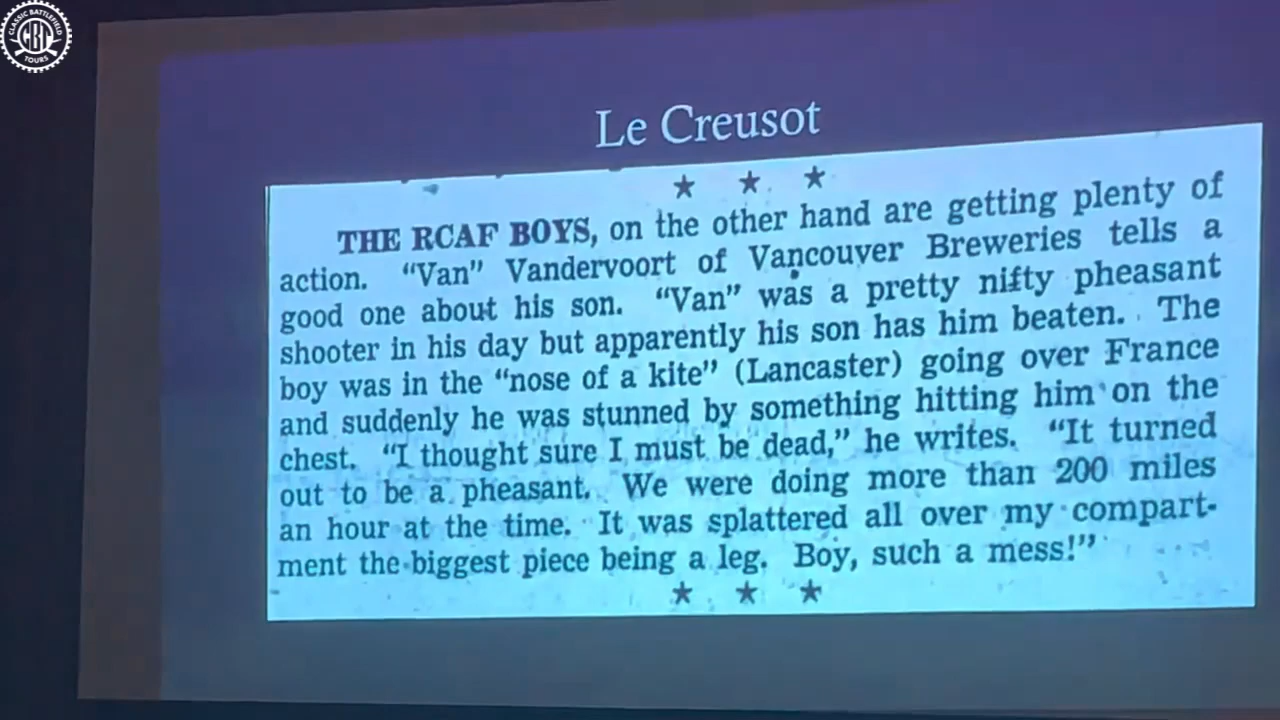 CLASSIC BATTLEFIELD
CBT
TOURS
Le Creusot
★ ★ ★
THE RCAF BOYS, on the other hand are getting plenty of
action. “Van” Vandervoort of Vancouver Breweries tells a
good one about his son. “Van” was a pretty nifty pheasant
shooter in his day but apparently his son has him beaten. The
boy was in the “nose of a kite” (Lancaster) going over France
and suddenly he was stunned by something hitting him on the
chest. “I thought sure I must be dead,” he writes. “It turned
out to be a pheasant. We were doing more than 200 miles
an hour at the time. It was splattered all over my compart-
ment the biggest piece being a leg. Boy, such a mess!”
★ ★ ★